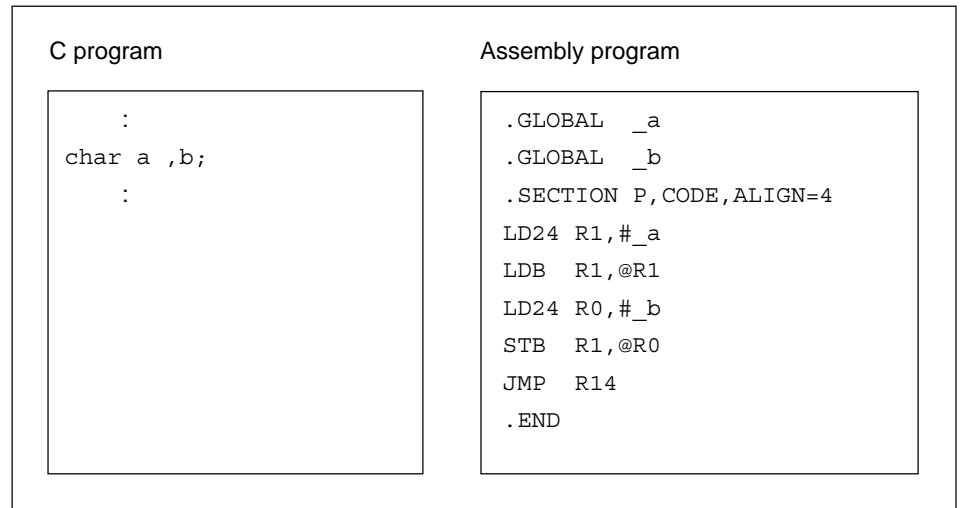 C program
:
char a ,b;
:
Assembly program
.GLOBAL _a
.GLOBAL _b
.SECTION P,CODE,ALIGN=4
LD24 R1,#_a
LDB R1,@R1
LD24 R0,#_b
STB R1,@R0
JMP R14
.END